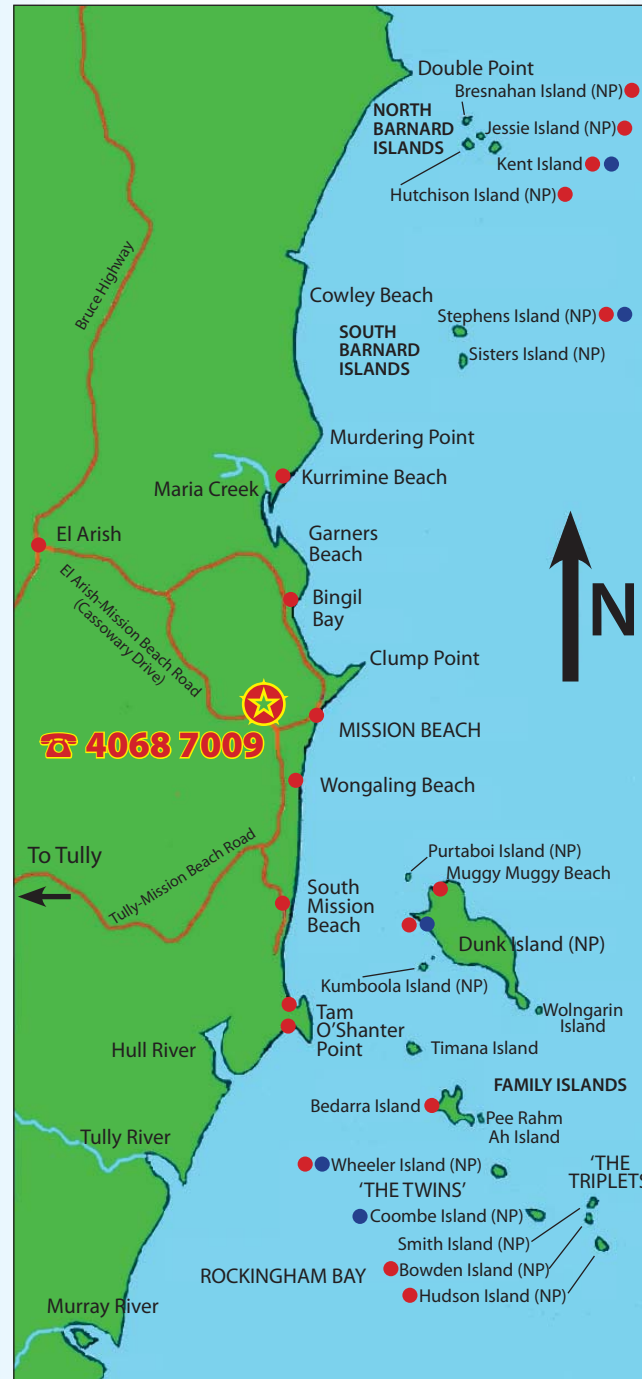 Double Point
Bresnahan Island (NP)
NORTH
BARNARD
ISLANDS
Jessie Island (NP)
Kent Island
Hutchison Island (NP)
Bruce Highway
Cowley Beach
Stephens Island (NP)
SOUTH
BARNARD
ISLANDS
Sisters Island (NP)
Murdering Point
Kurrimine Beach
Maria Creek
El Arish
Garners
Beach
N
El Arish-Mission Beach Road
(Cassowary Drive)
Bingil
Bay
Clump Point
☎ 4068 7009
MISSION BEACH
Wongaling Beach
To Tully
Tully-Mission Beach Road
Purtaboi Island (NP)
Muggy Muggy Beach
South
Mission
Beach
Dunk Island (NP)
Kumboola Island (NP)
Wolngarin
Island
Tam
O'Shanter
Point
Hull River
Timana Island
FAMILY ISLANDS
Bedarra Island
Pee Rahm
Ah Island
Tully River
Wheeler Island (NP)
'THE
TRIPLETS
'THE TWINS'
Coombe Island (NP)
Smith Island (NP)
ROCKINGHAM BAY
Bowden Island (NP)
Hudson Island (NP)
Murray River